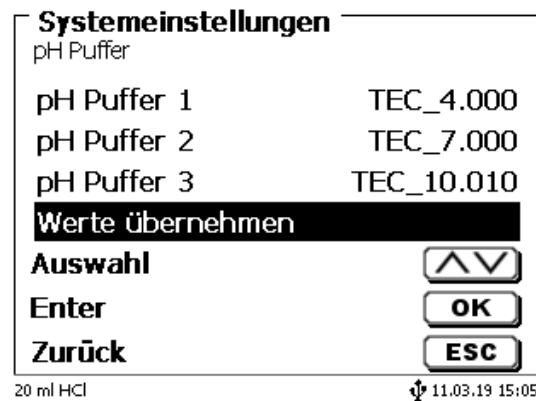 Systemeinstellungen
pH Puffer
pH Puffer 1 TEC_4.000
pH Puffer 2 TEC_7.000
pH Puffer 3 TEC_10.010
Werte übernehmen
Auswahl
Enter OK
Zurück ESC
20 ml HCl 11.03.19 15:05